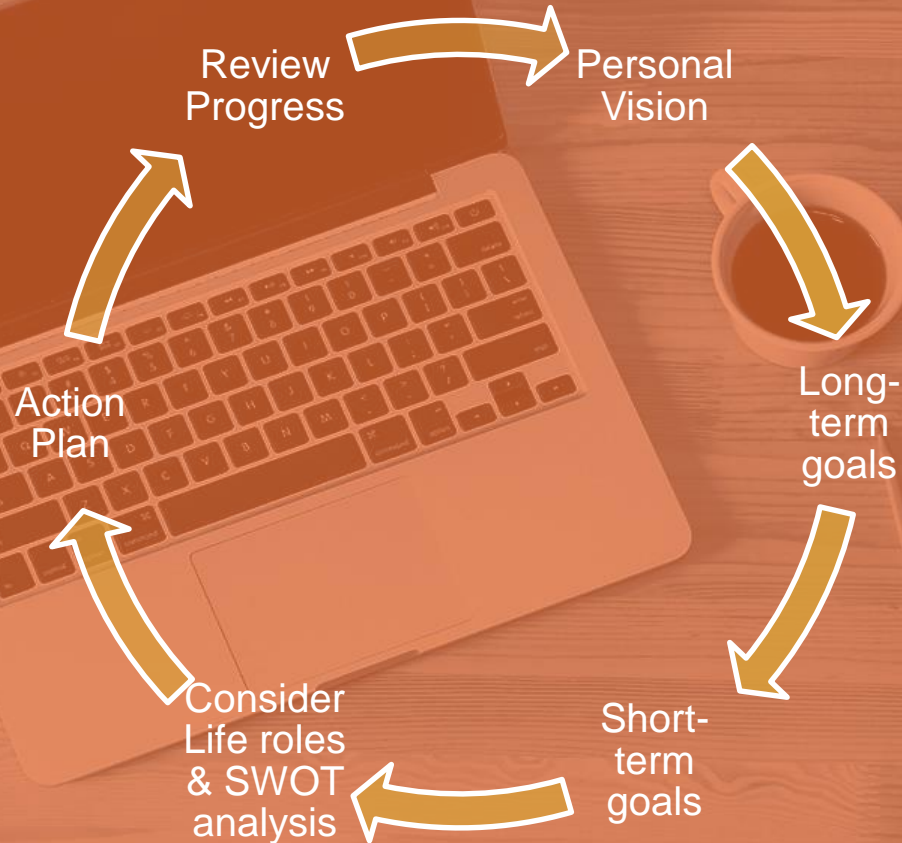 Review
Progress
Personal
Vision
Long-
term
goals
Short-
term
goals
Consider
Life roles
& SWOT
analysis
Action
Plan